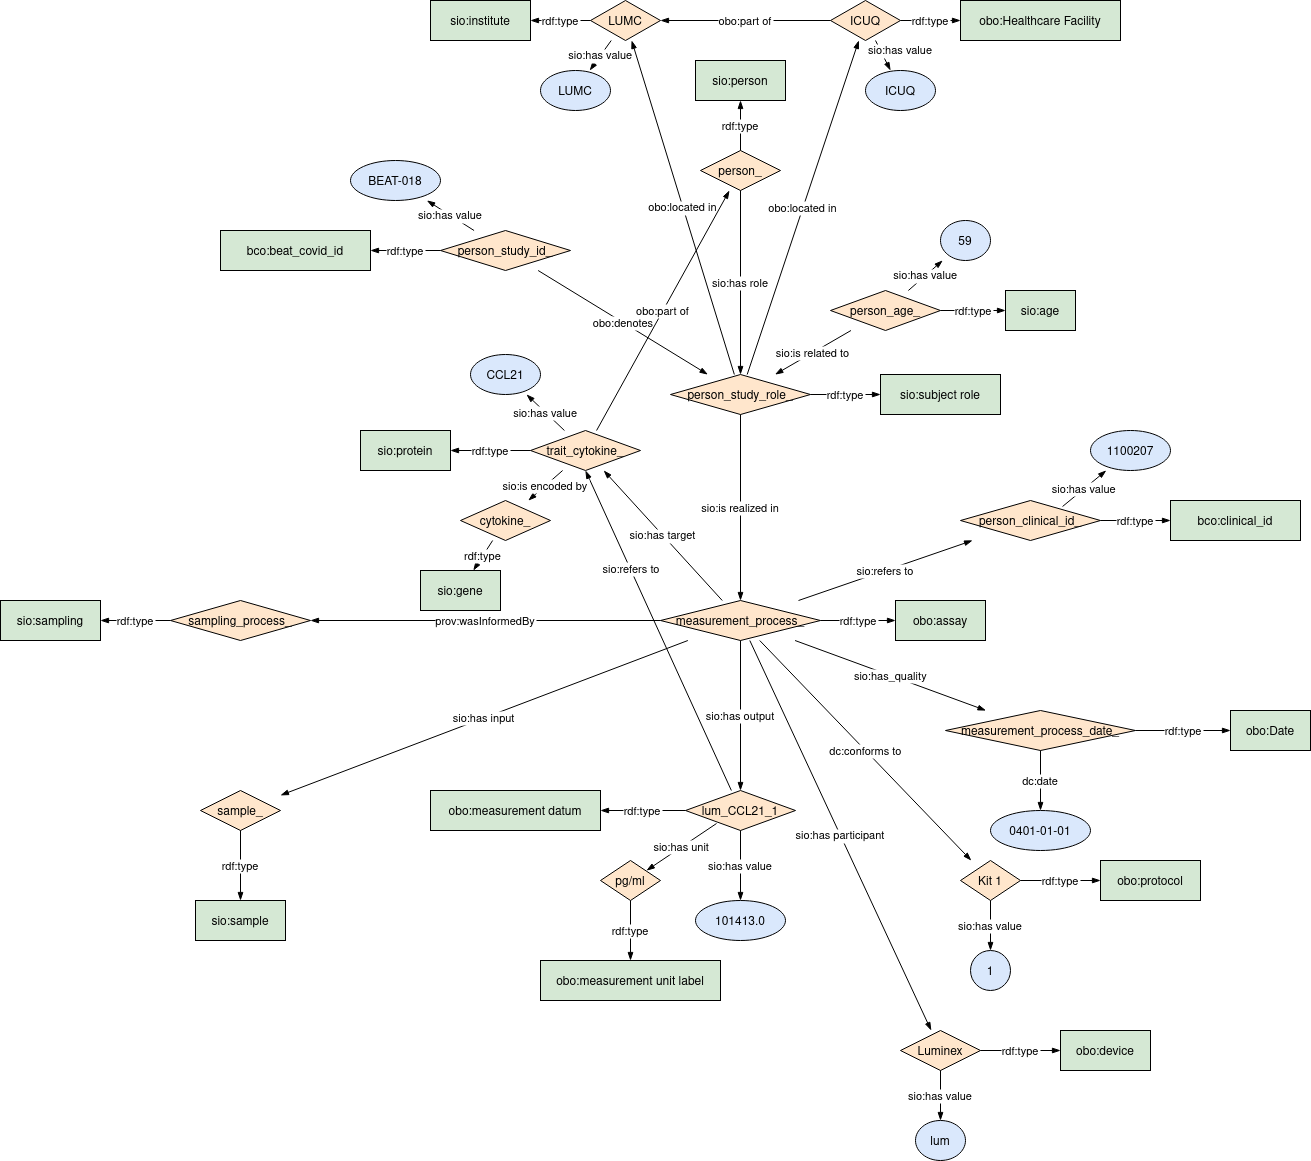 sio:institute
rdf:type
LUMC
obo:part of
ICUQ
rdf:type
obo:Healthcare Facility
sio:has value
sio:has value
LUMC
sio:person
ICUQ
rdf:type
person_
BEAT-018
sio:has value
obo:located in
obo:located in
bco:beat_covid_id
rdf:type
person_study_id_
59
sio:has value
sio:has role
obo:part of
obo:denotes
person_age_
rdf:type
sio:age
sio:is related to
CCL21
sio:has value
person_study_role_
rdf:type
sio:subject role
sio:protein
rdf:type
trait_cytokine_
1100207
sio:has value
sio:is encoded by
cytokine_
sio:is realized in
person_clinical_id_
rdf:type
bco:clinical_id
sio:has target
rdf:type
sio:refers to
sio:refers to
sio:gene
sio:sampling
rdf:type
sampling_process_
prov:wasInformedBy
measurement_process_
rdf:type
obo:assay
sio:has_quality
sio:has input
sio:has output
measurement_process_date_
rdf:type
obo:Date
dc:conforms to
dc:date
sample_
obo:measurement datum
rdf:type
lum_CCL21_1
sio:has participant
0401-01-01
sio:has unit
rdf:type
sio:has value
pg/ml
Kit 1
rdf:type
obo:protocol
sio:sample
101413.0
sio:has value
rdf:type
obo:measurement unit label
1
Luminex
rdf:type
obo:device
sio:has value
lum